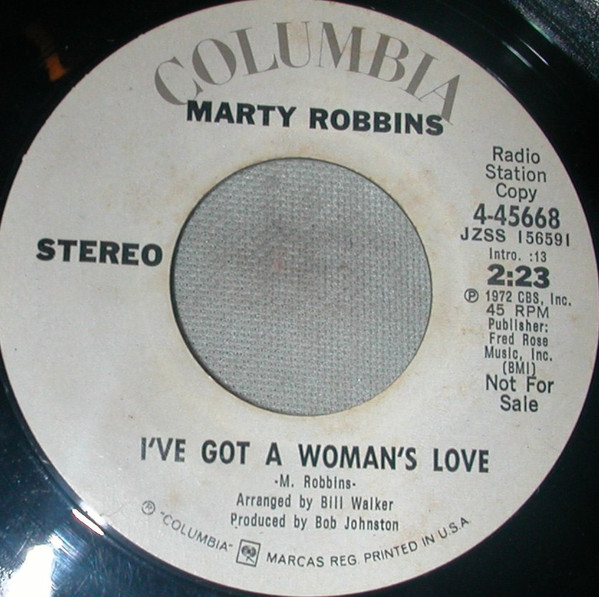 COLUMBIA
MARTY ROBBINS
STEREO
Radio
Station
Copy
4-45668
JZSS 156591
Intro. :13
2:23
Ⓟ 1972 CBS, Inc.
45 RPM
Publisher:
Fred Rose
Music, Inc.
(BMI)
Not For
Sale
I'VE GOT A WOMAN'S LOVE
-M. Robbins-
Arranged by Bill Walker
Produced by Bob Johnston
® "COLUMBIA" MARCAS REG. PRINTED IN U.S.A.